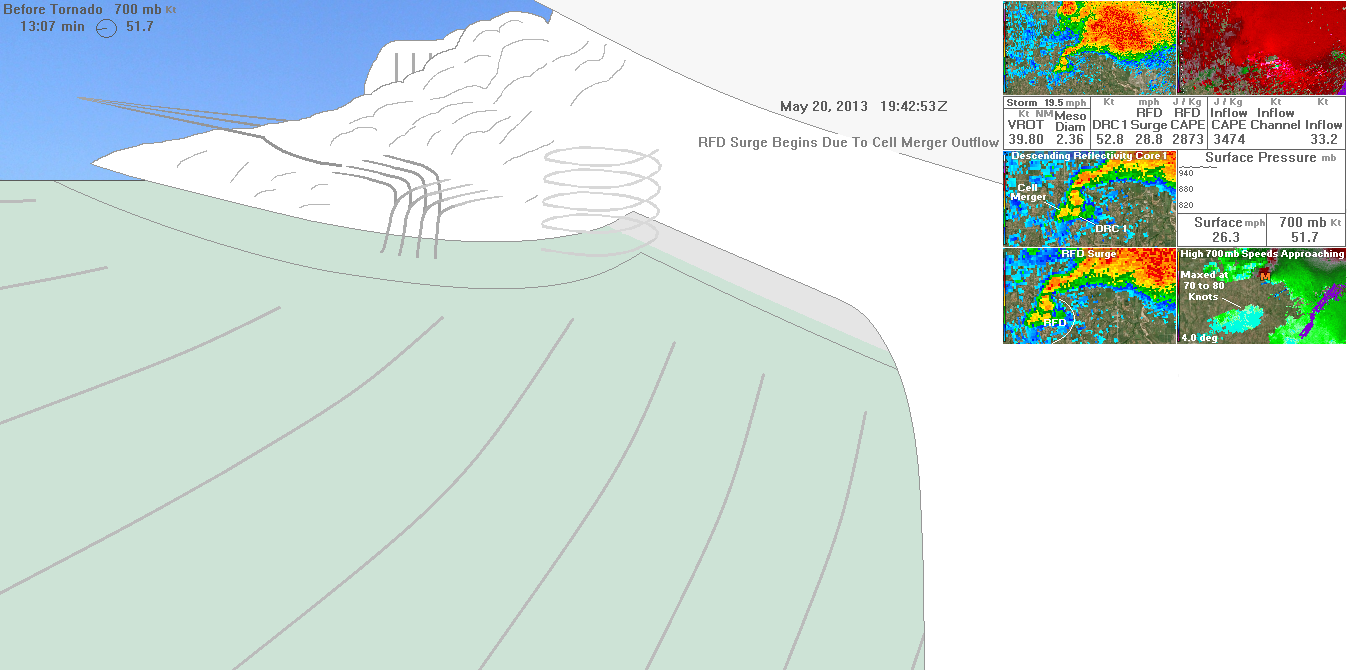 Before Tornado 700 mb Kt
13:07 min 51.7
May 20, 2013 19:42:53Z
RFD Surge Begins Due To Cell Merger Outflow
Storm 19.5 mph
Kt NM
VROT Meso Diam
39.80 2.36
Kt mph J / Kg
DRC 1 RFD Surge RFD CAPE
52.8 28.8 2873
J / Kg Kt Kt
Inflow CAPE Inflow Channel Inflow
3474 33.2
Descending Reflectivity Core 1
Cell
Merger
DRC 1
Surface Pressure mb
940
880
820
Surface mph 700 mb Kt
26.3 51.7
RFD Surge
RFD
High 700mb Speeds Approaching
M
Maxed at
70 to 80
Knots
4.0 deg